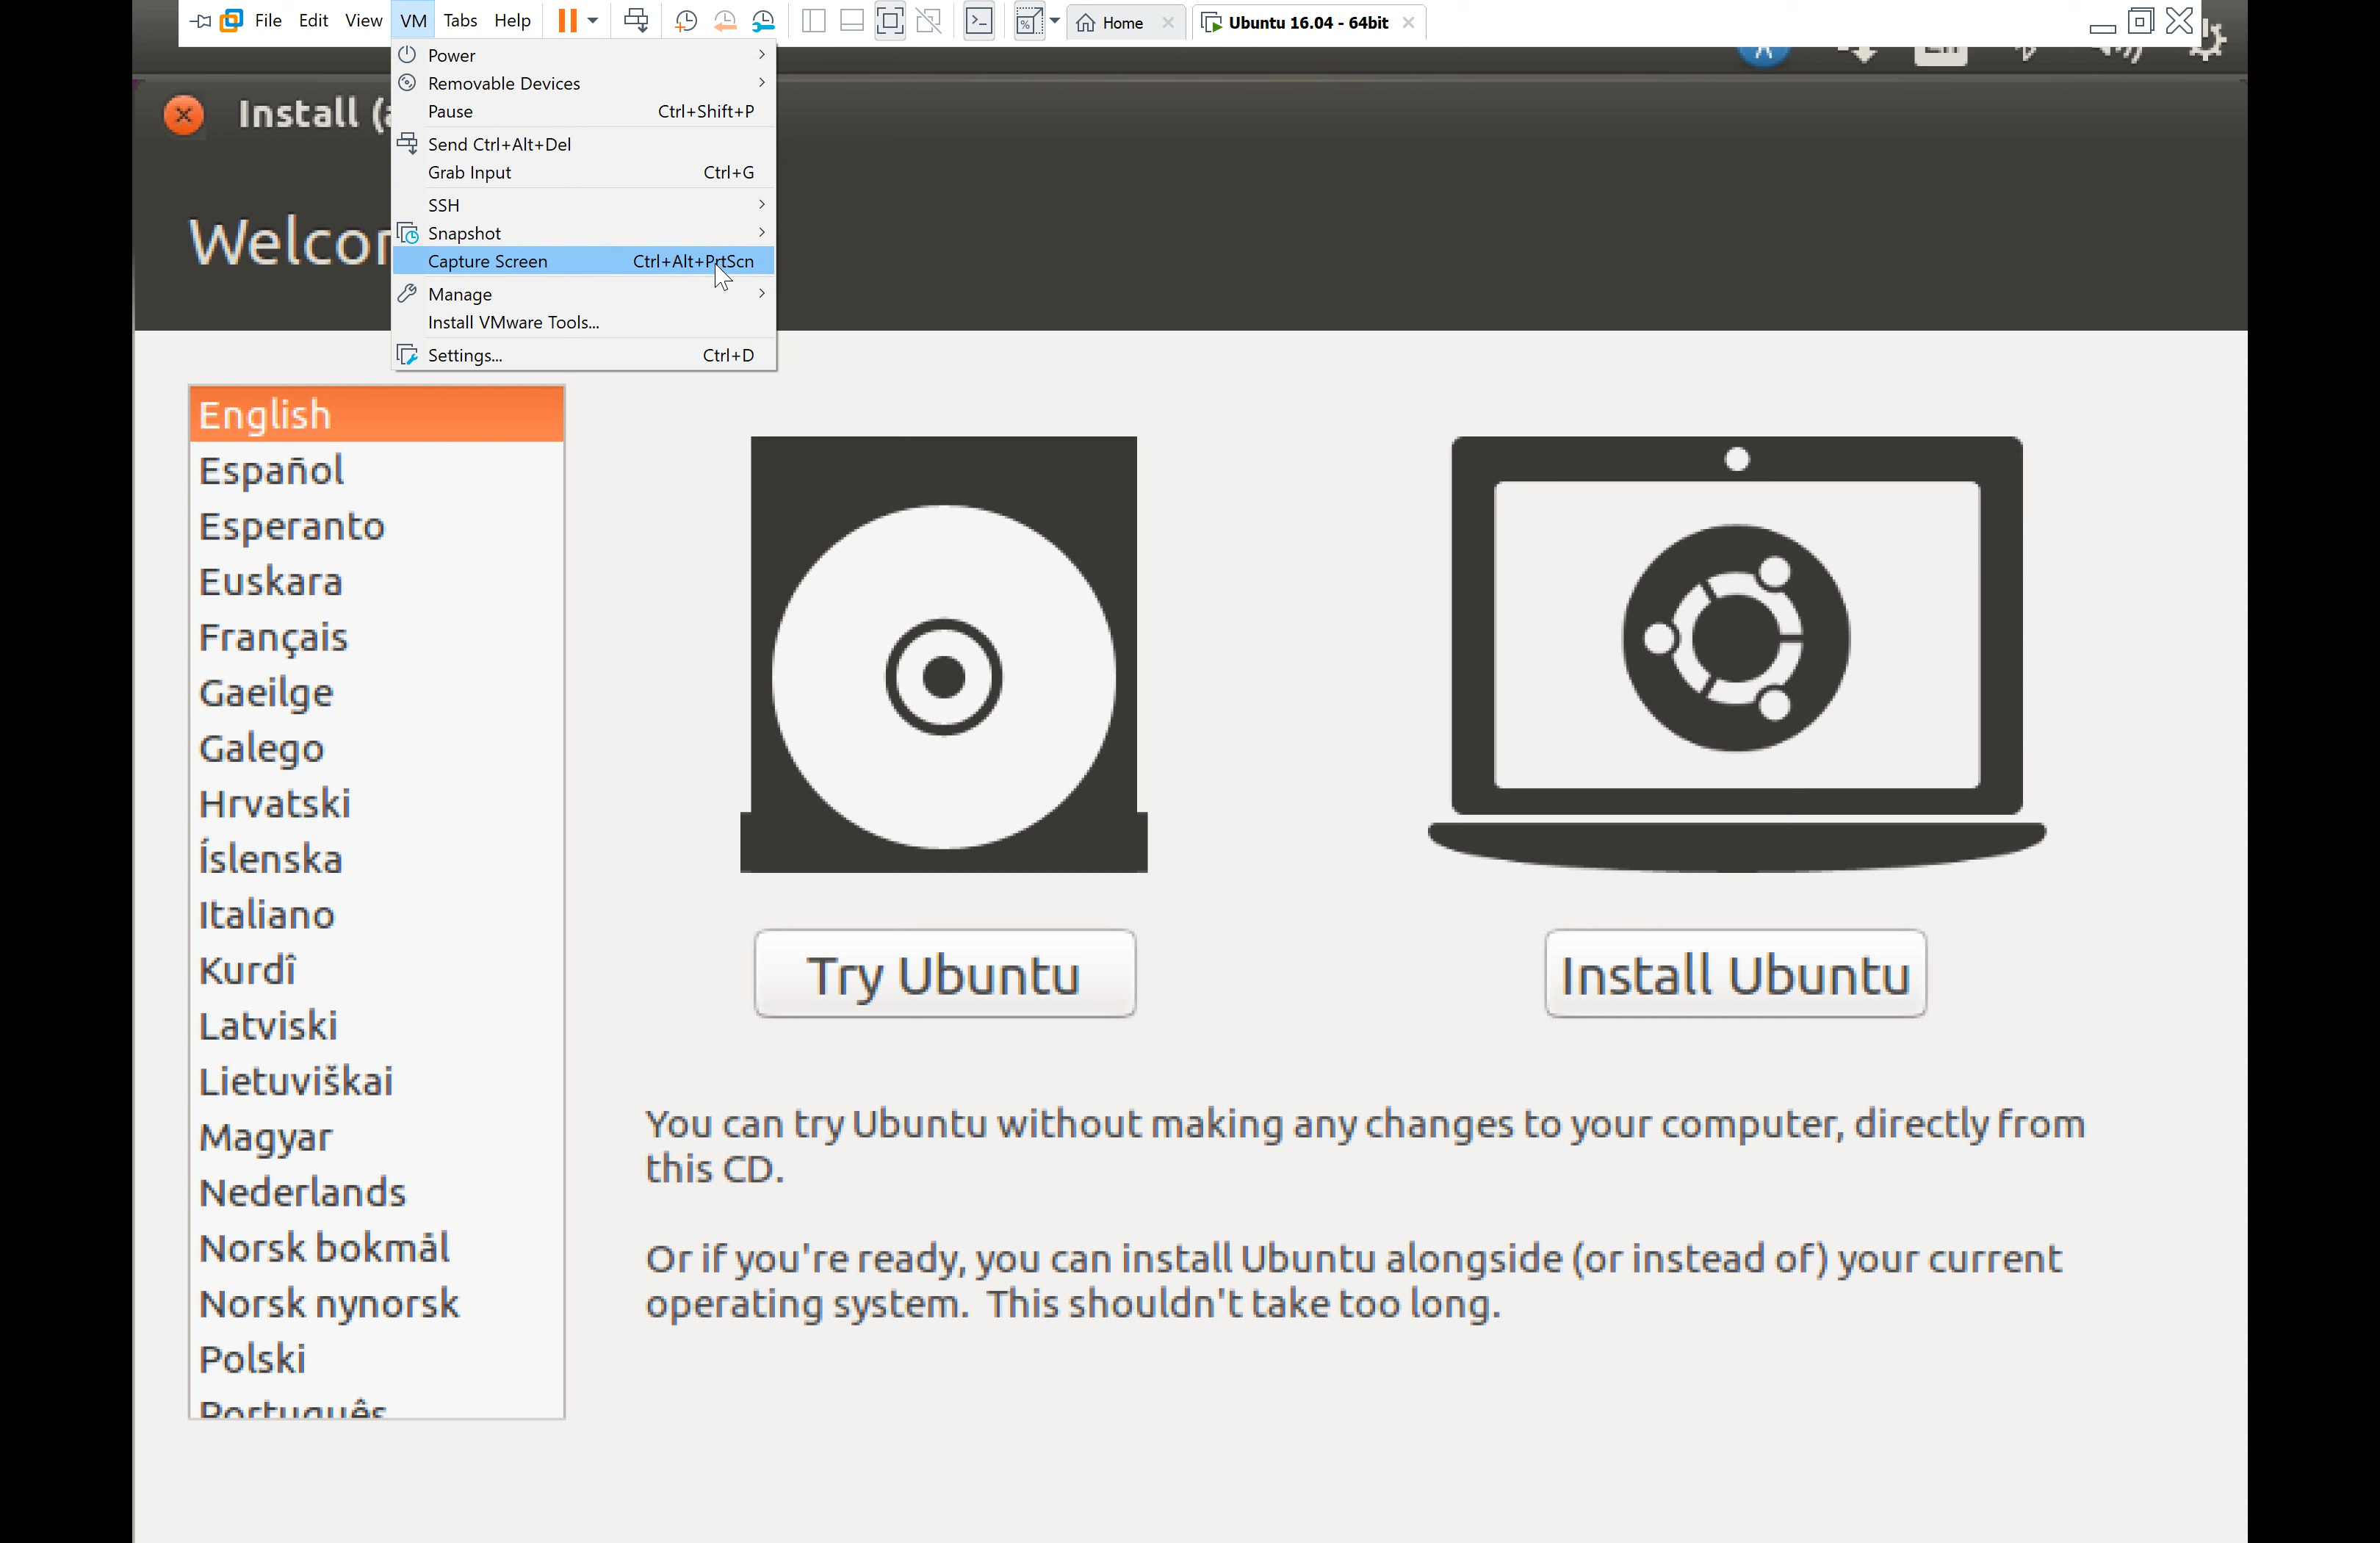 File Edit View VM Tabs Help Home Ubuntu 16.04 - 64bit
Power
Removable Devices
Pause Ctrl+Shift+P
Send Ctrl+Alt+Del
Grab Input Ctrl+G
SSH
Snapshot
Capture Screen Ctrl+Alt+PrtScn
Manage
Install VMware Tools...
Settings... Ctrl+D
Install
English
Español
Esperanto
Euskara
Français
Gaeilge
Galego
Hrvatski
Íslenska
Italiano
Kurdî
Latviski
Lietuviškai
Magyar
Nederlands
Norsk bokmål
Norsk nynorsk
Polski
Português
Try Ubuntu
Install Ubuntu
You can try Ubuntu without making any changes to your computer, directly from
this CD.
Or if you're ready, you can install Ubuntu alongside (or instead of) your current
operating system. This shouldn't take too long.